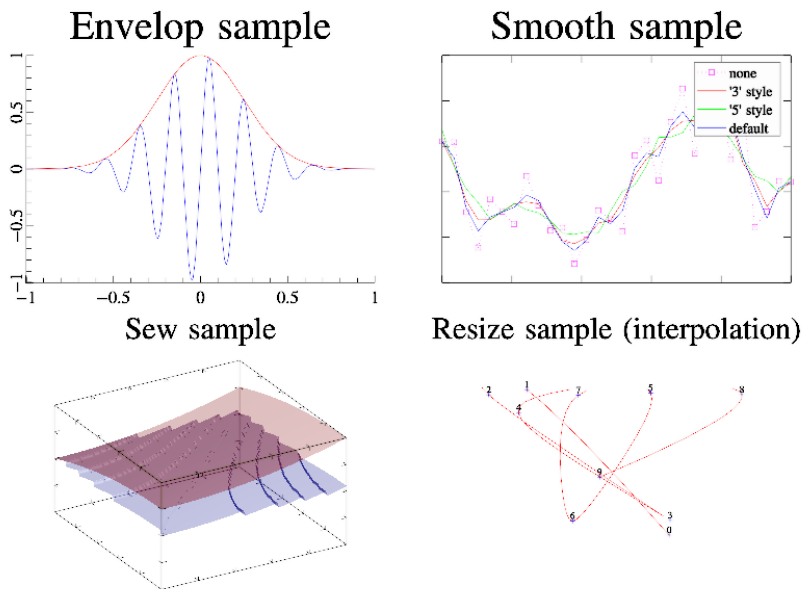 Envelop sample
Smooth sample
1
0.5
0
−0.5
−1
−1
−0.5
0
0.5
1
none
'3' style
'5' style
default
Sew sample
Resize sample (interpolation)
2
1
7
5
8
4
9
6
3
0